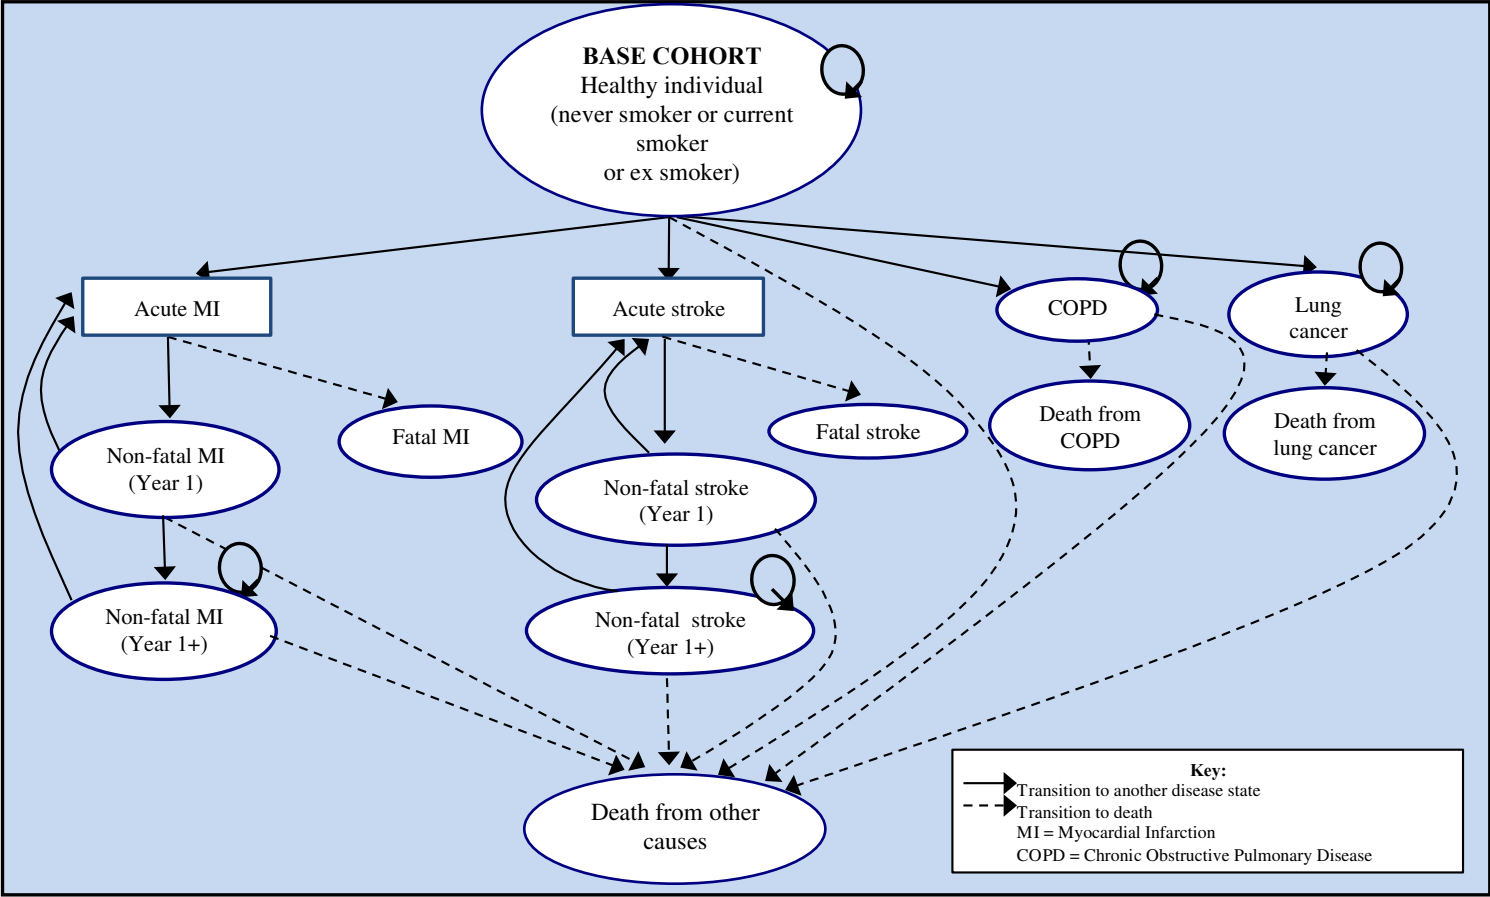 BASE COHORT
Healthy individual
(never smoker or current
smoker
or ex smoker)
Acute MI
Acute stroke
COPD
Lung
cancer
Fatal MI
Fatal stroke
Death from
COPD
Death from
lung cancer
Non-fatal MI
(Year 1)
Non-fatal stroke
(Year 1)
Non-fatal MI
(Year 1+)
Non-fatal stroke
(Year 1+)
Death from other
causes
Key:
Transition to another disease state
Transition to death
MI = Myocardial Infarction
COPD = Chronic Obstructive Pulmonary Disease